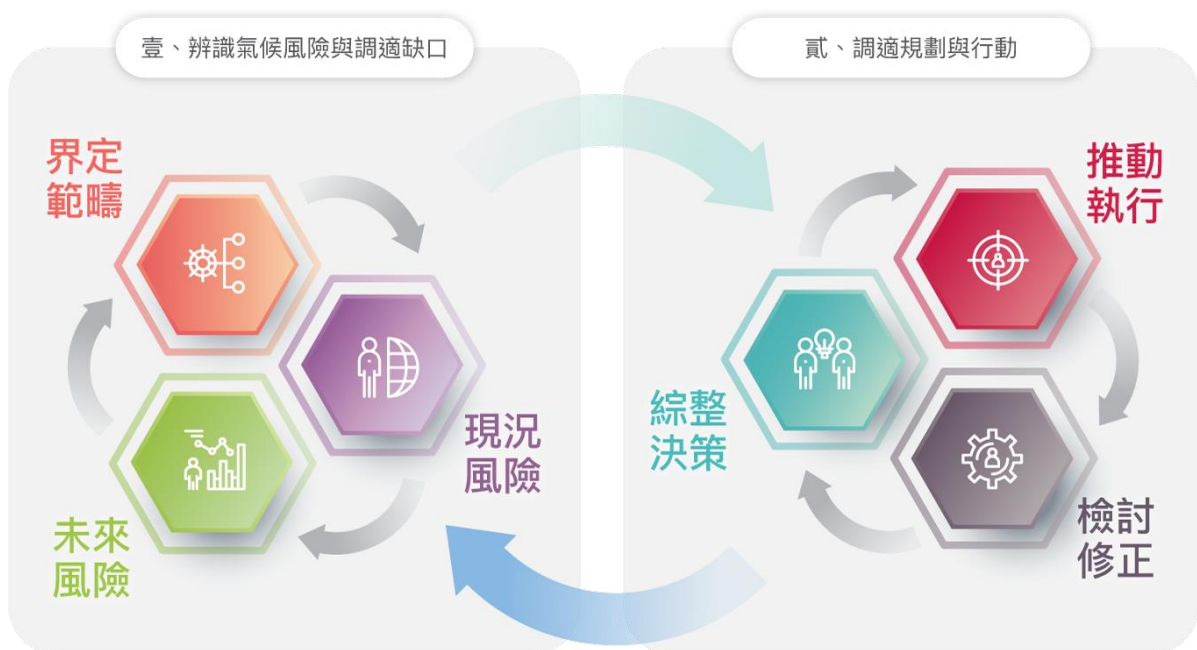 壹、辨識氣候風險與調適缺口
界定
範疇
現況
風險
未來
風險
貳、調適規劃與行動
推動
執行
綜整
決策
檢討
修正